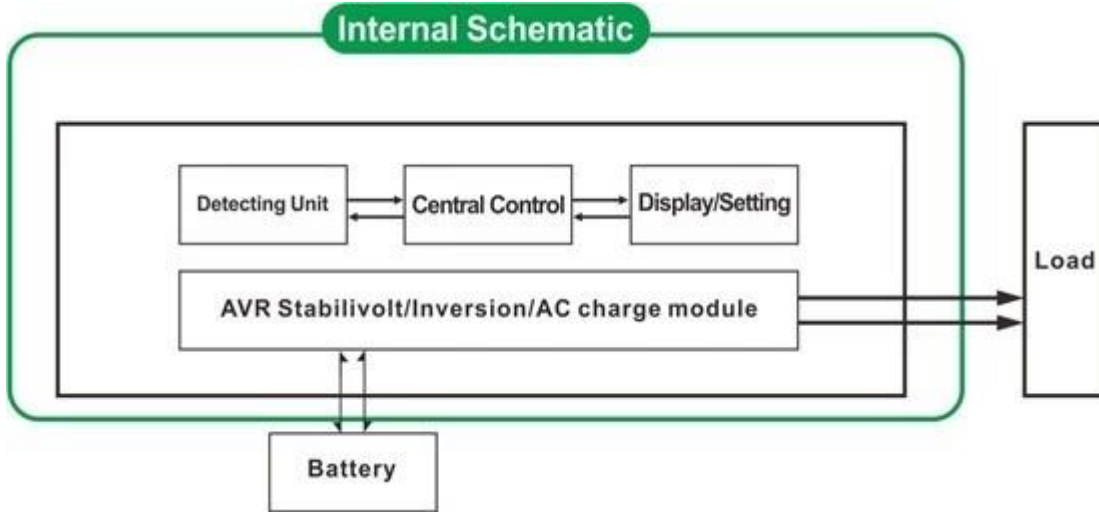 Internal Schematic
Detecting Unit
Central Control
Display/Setting
Load
AVR Stabilivolt/Inversion/AC charge module
Battery